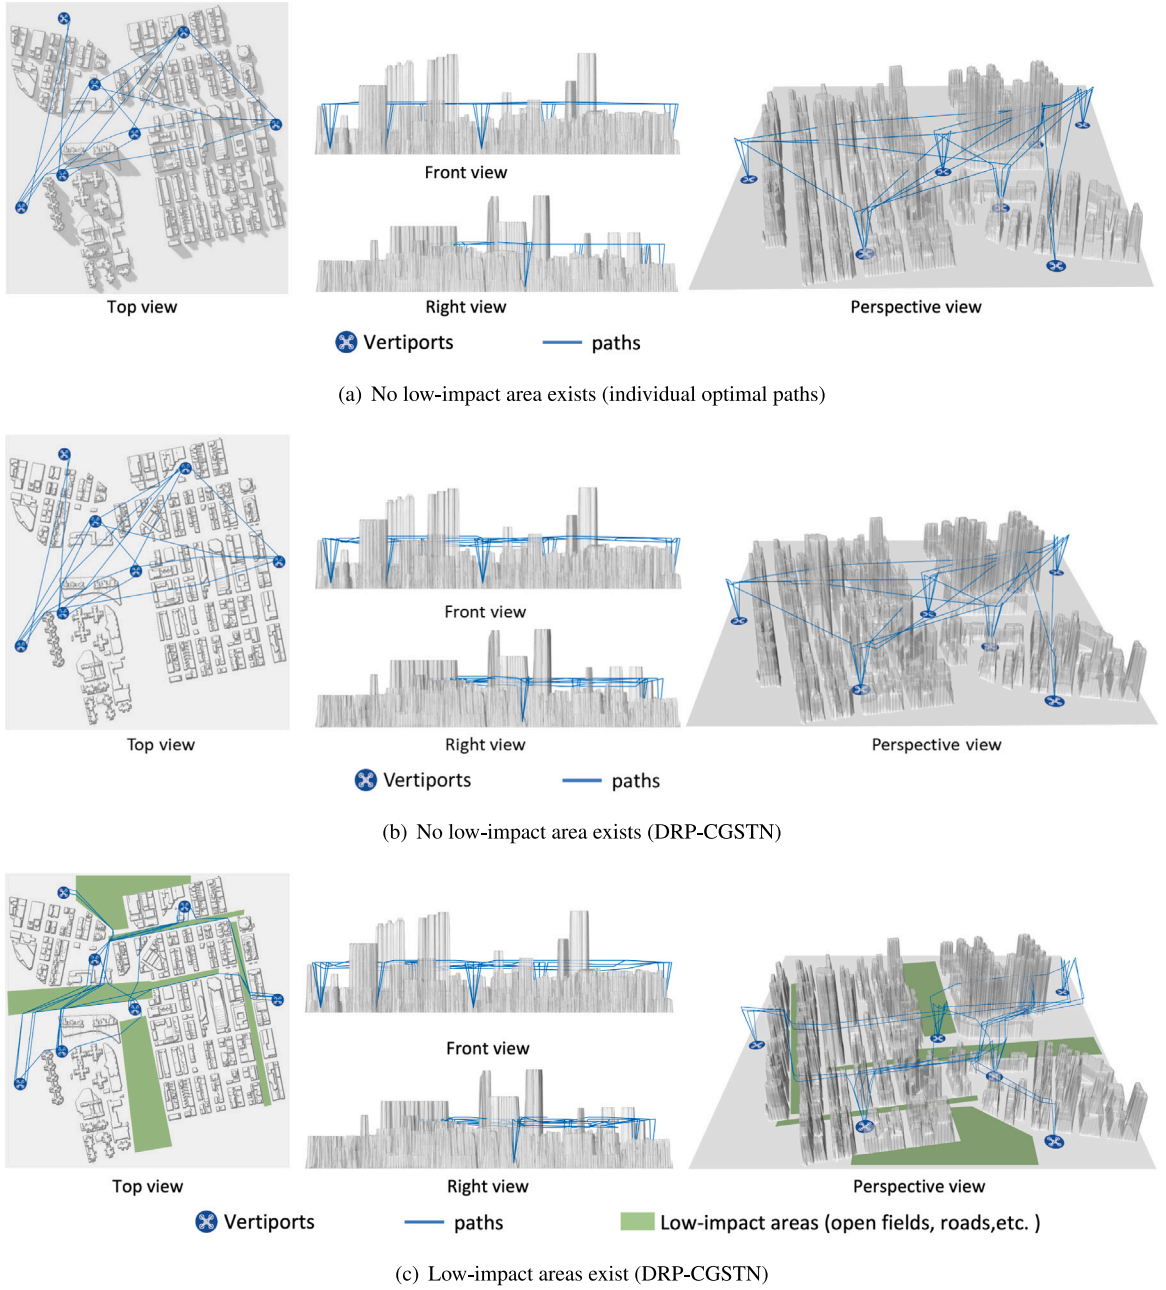 Front view
Top view
Right view
Perspective view
Vertiports
paths
(a) No low-impact area exists (individual optimal paths)
Front view
Top view
Right view
Perspective view
Vertiports
paths
(b) No low-impact area exists (DRP-CGSTN)
Front view
Top view
Right view
Perspective view
Vertiports
paths
Low-impact areas (open fields, roads,etc. )
(c) Low-impact areas exist (DRP-CGSTN)